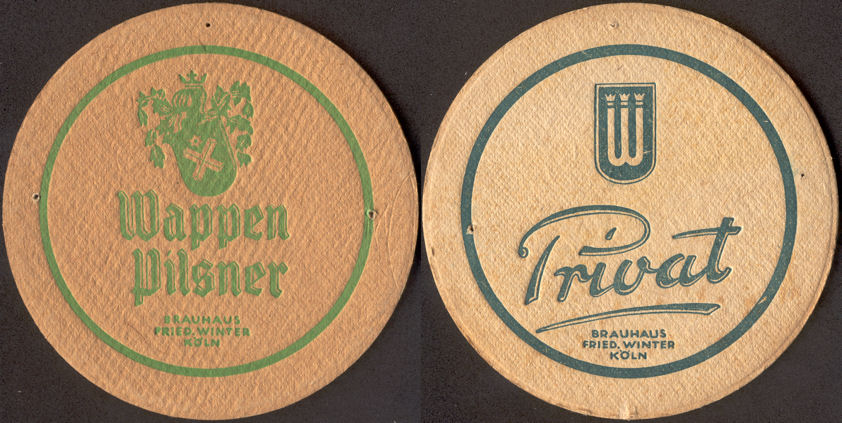 Wappen
Pilsner
BRAUHAUS
FRIED. WINTER
KÖLN
W
Privat
BRAUHAUS
FRIED. WINTER
KÖLN